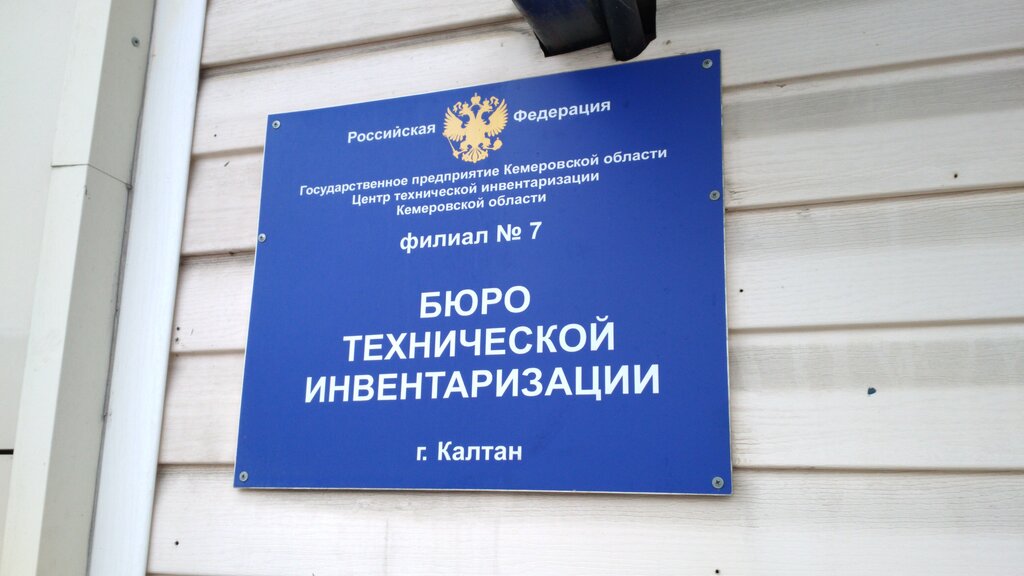 Российская Федерация
Государственное предприятие Кемеровской области
Центр технической инвентаризации
Кемеровской области
филиал № 7
БЮРО
ТЕХНИЧЕСКОЙ
ИНВЕНТАРИЗАЦИИ
г. Калтан